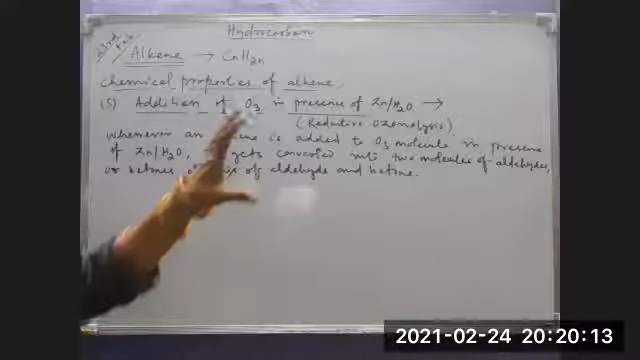 Hydrocarbon
Alkene → CnH2n
chemical properties of alkene
(5) Addition of O3 in presence of Zn/H2O →
(Reductive ozonolysis).
Whenever an is added to O3 molecule in presence
of Zn/H2O, gets converted into two molecules of aldehydes,
or ketones of aldehyde and ketone.
2021-02-24 20:20:13